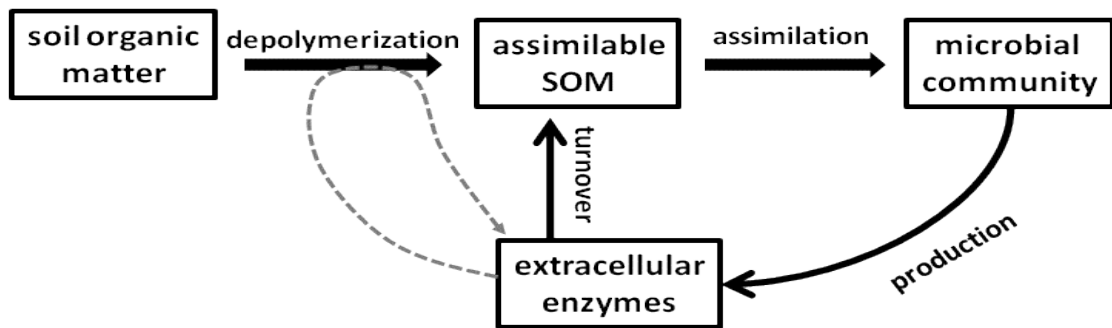 soil organic
matter
depolymerization
assimilable
SOM
assimilation
microbial
community
turnover
production
extracellular
enzymes